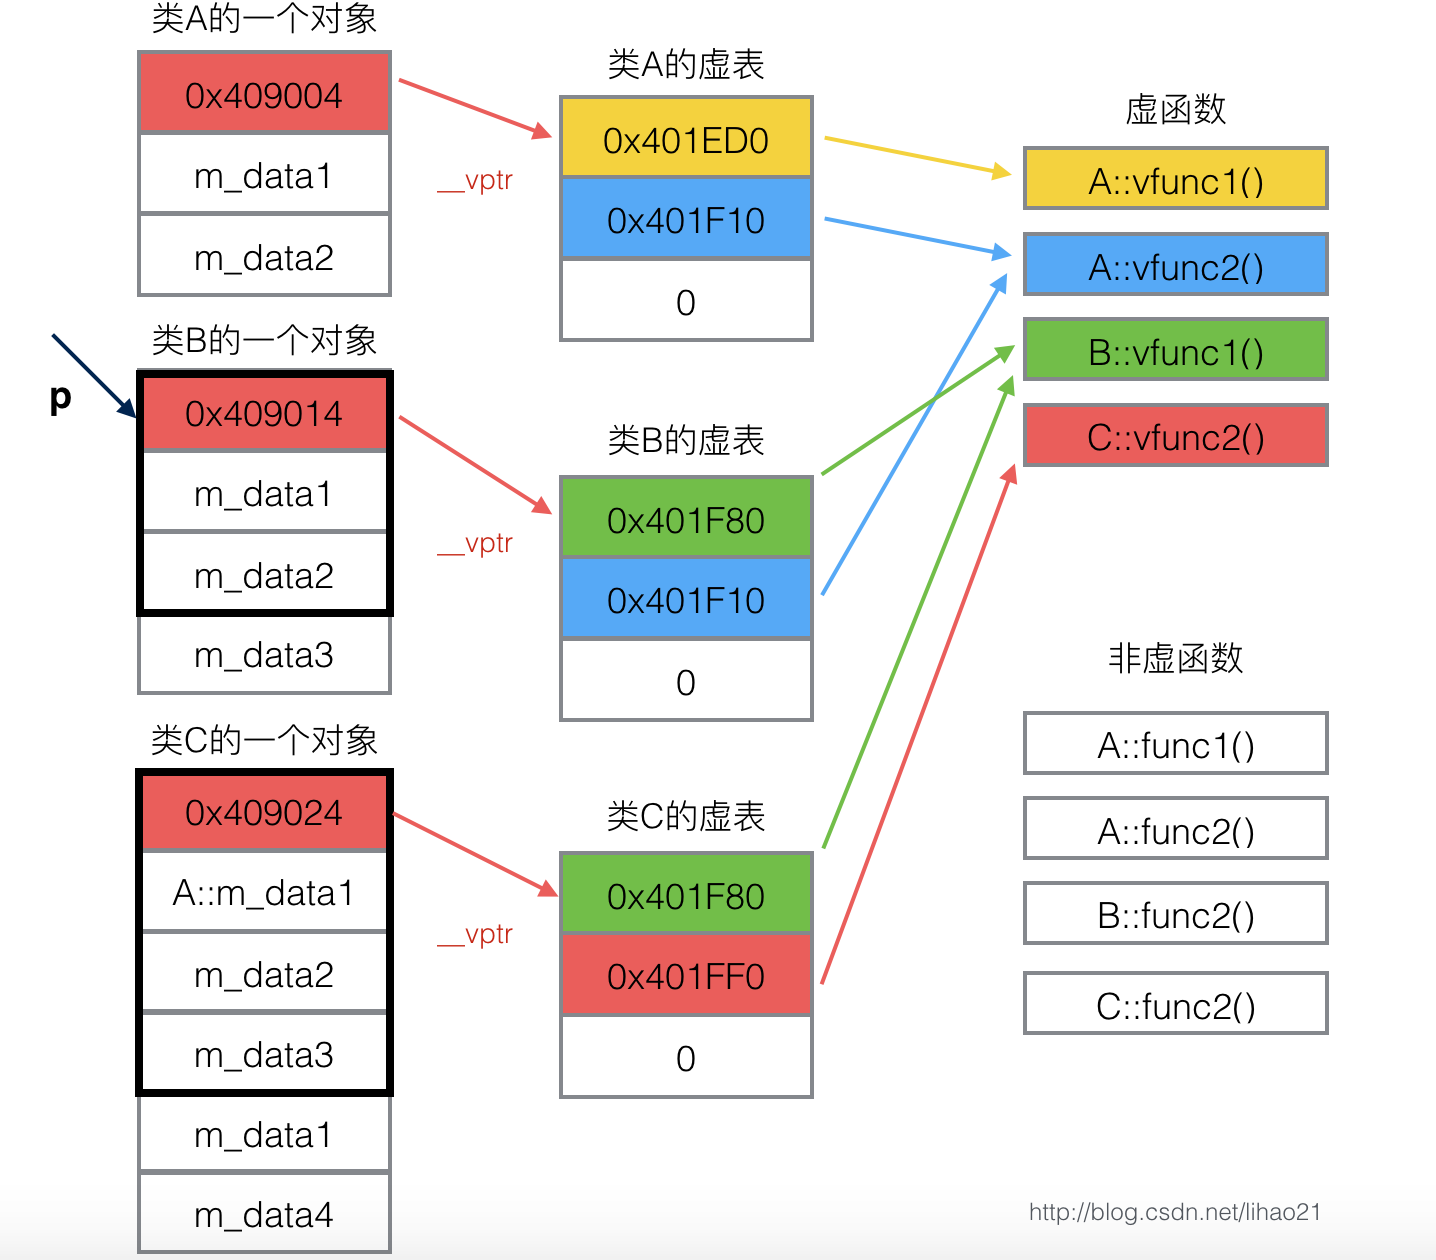 类A的一个对象
0x409004
m_data1
m_data2
__vptr
类A的虚表
0x401ED0
0x401F10
0
p
类B的一个对象
0x409014
m_data1
m_data2
m_data3
__vptr
类B的虚表
0x401F80
0x401F10
0
类C的一个对象
0x409024
A::m_data1
m_data2
m_data3
m_data1
m_data4
__vptr
类C的虚表
0x401F80
0x401FF0
0
虚函数
A::vfunc1()
A::vfunc2()
B::vfunc1()
C::vfunc2()
非虚函数
A::func1()
A::func2()
B::func2()
C::func2()
http://blog.csdn.net/lihao21